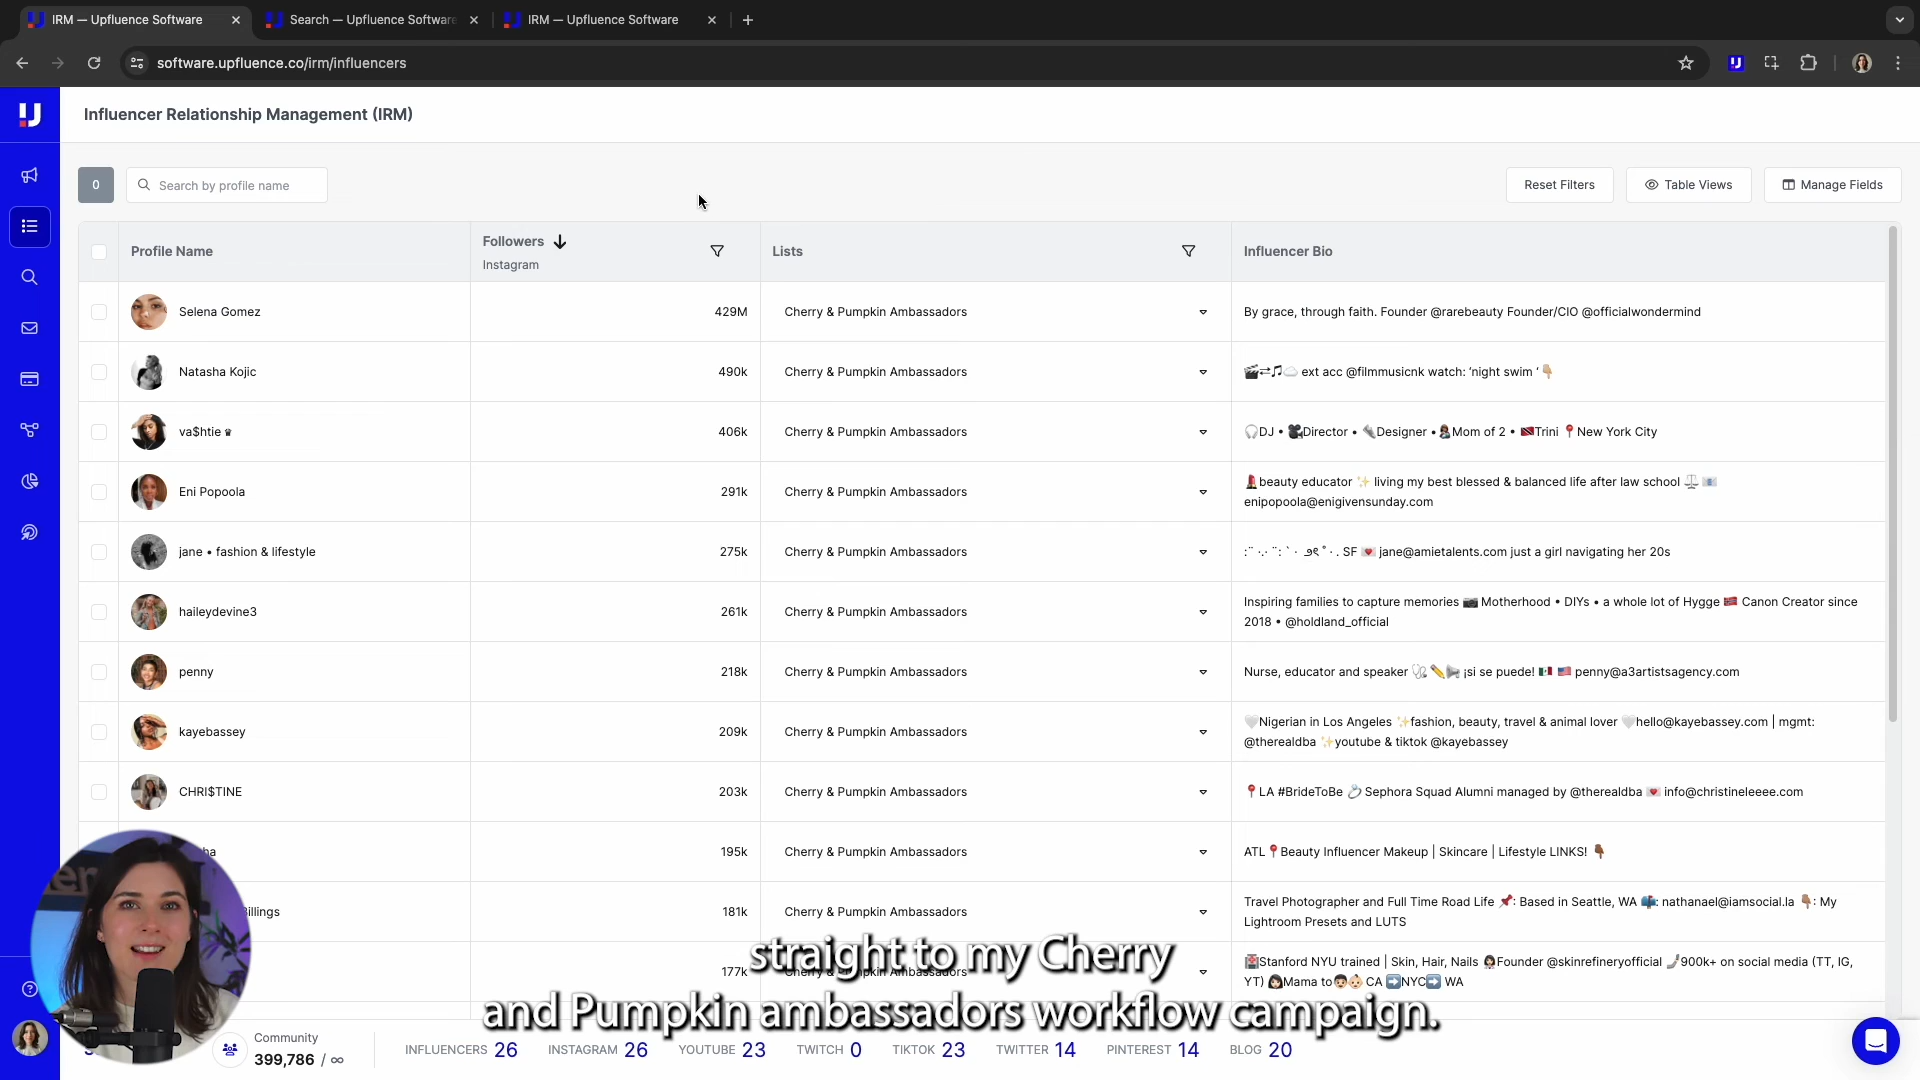 IRM — Upfluence Software
Search — Upfluence Software
IRM — Upfluence Software
software.upfluence.co/irm/influencers
Influencer Relationship Management (IRM)
0
Search by profile name
Reset Filters
Table Views
Manage Fields
Profile Name
Followers
Instagram
Lists
Influencer Bio
Selena Gomez
429M
Cherry & Pumpkin Ambassadors
By grace, through faith. Founder @rarebeauty Founder/CIO @officialwondermind
Natasha Kojic
490k
Cherry & Pumpkin Ambassadors
🎬⇄🎵☁️ ext acc @filmmusicnk watch: ‘night swim ‘👇🏼
va$htie ♛
406k
Cherry & Pumpkin Ambassadors
🎧DJ • 🎥Director • ✎Designer •🤱🏽Mom of 2 • 🇹🇹Trini 📍New York City
Eni Popoola
291k
Cherry & Pumpkin Ambassadors
💄beauty educator ✨ living my best blessed & balanced life after law school ⚖️ 📧
enipopoola@enigivensunday.com
jane • fashion & lifestyle
275k
Cherry & Pumpkin Ambassadors
SF 💌 jane@amietalents.com just a girl navigating her 20s
haileydevine3
261k
Cherry & Pumpkin Ambassadors
Inspiring families to capture memories 📷 Motherhood • DIYs • a whole lot of Hygge 🇳🇴 Canon Creator since
2018 • @holdland_official
penny
218k
Cherry & Pumpkin Ambassadors
Nurse, educator and speaker 🩺 ✏️📢 ¡si se puede! 🇲🇽 🇺🇸 penny@a3artistsagency.com
kayebassey
209k
Cherry & Pumpkin Ambassadors
🤍Nigerian in Los Angeles ✨fashion, beauty, travel & animal lover 🤍hello@kayebassey.com | mgmt:
@therealdba ✨youtube & tiktok @kayebassey
CHRI$TINE
203k
Cherry & Pumpkin Ambassadors
📍LA #BrideToBe 💍 Sephora Squad Alumni managed by @therealdba 💌 info@christineleeee.com
ha
195k
Cherry & Pumpkin Ambassadors
ATL📍Beauty Influencer Makeup | Skincare | Lifestyle LINKS! 👇🏾
Billings
181k
Cherry & Pumpkin Ambassadors
Travel Photographer and Full Time Road Life 📌: Based in Seattle, WA 📫: nathanael@iamsocial.la 👇🏽: My
Lightroom Presets and LUTS
177k
Cherry & Pumpkin Ambassadors
🏥Stanford NYU trained | Skin, Hair, Nails 👩🏻Founder @skinrefineryofficial 🤳🏼900k+ on social media (TT, IG,
YT) 👩🏻Mama to👦🏻👶🏻 CA ➡️NYC➡️ WA
straight to my Cherry
and Pumpkin ambassadors workflow campaign.
Community
399,786 / ∞
INFLUENCERS 26
INSTAGRAM 26
YOUTUBE 23
TWITCH 0
TIKTOK 23
TWITTER 14
PINTEREST 14
BLOG 20